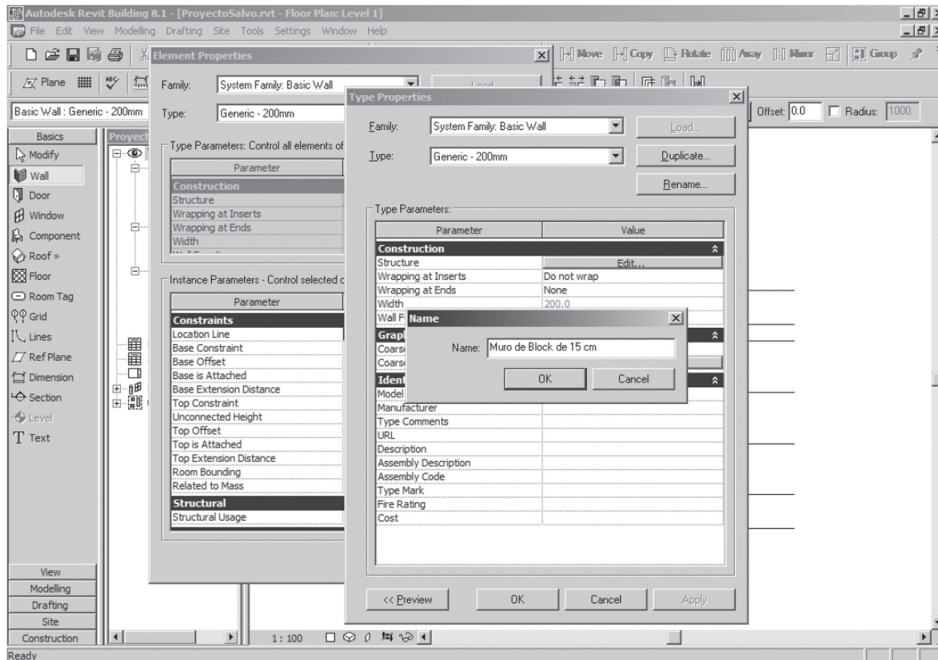 Autodesk Revit Building 8.1 - [ProyectoSalvo.rvt - Floor Plan: Level 1]
File Edit View Modelling Drafting Site Tools Settings Window Help
Move Copy Rotate Array Mirror Group
Plane
Basic Wall : Generic - 200mm
Offset: 0.0 Radius: 1000.
Basics
Modify
Wall
Door
Window
Component
Roof »
Floor
Room Tag
Grid
Lines
Ref Plane
Dimension
Section
Level
Text
View
Modelling
Drafting
Site
Construction
Ready
Proyec
1 : 100
Element Properties
Family: System Family: Basic Wall Load...
Type: Generic - 200mm
Type Parameters: Control all elements of
Parameter
Construction
Structure
Wrapping at Inserts
Wrapping at Ends
Width
Instance Parameters - Control selected o
Parameter
Constraints
Location Line
Base Constraint
Base Offset
Base is Attached
Base Extension Distance
Top Constraint
Unconnected Height
Top Offset
Top is Attached
Top Extension Distance
Room Bounding
Related to Mass
Structural
Structural Usage
Type Properties
Family: System Family: Basic Wall Load...
Type: Generic - 200mm Duplicate...
Rename...
Type Parameters:
Parameter Value
Construction
Structure Edit...
Wrapping at Inserts Do not wrap
Wrapping at Ends None
Width 200.0
Wall F
Grap
Coars
Coars
Ident
Model
Manufacturer
Type Comments
URL
Description
Assembly Description
Assembly Code
Type Mark
Fire Rating
Cost
<< Preview OK Cancel Apply
Name
Name: Muro de Block de 15 cm
OK Cancel